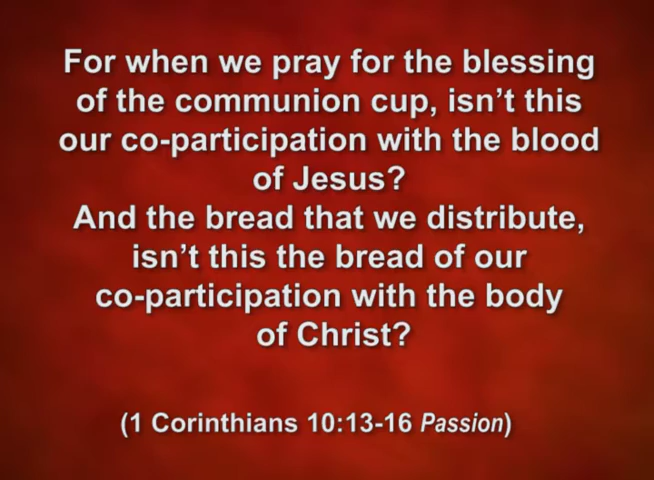 For when we pray for the blessing
of the communion cup, isn't this
our co-participation with the blood
of Jesus?
And the bread that we distribute,
isn't this the bread of our
co-participation with the body
of Christ?
(1 Corinthians 10:13-16 Passion)